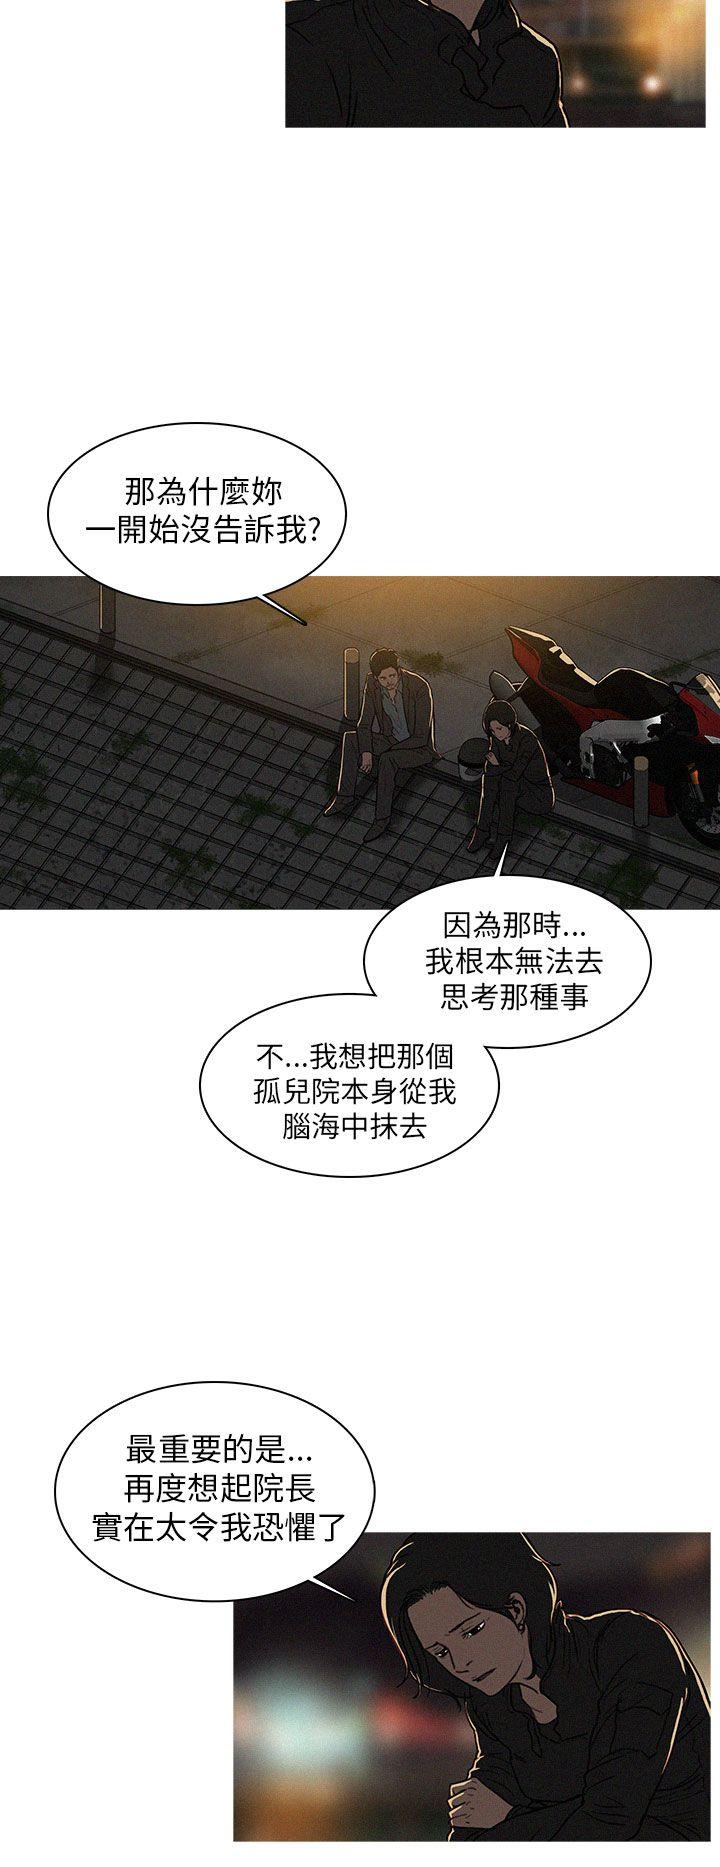 那為什麼妳
一開始沒告訴我?
因為那時...
我根本無法去
思考那種事
不...我想把那個
孤兒院本身從我
腦海中抹去
最重要的是...
再度想起院長
實在太令我恐懼了